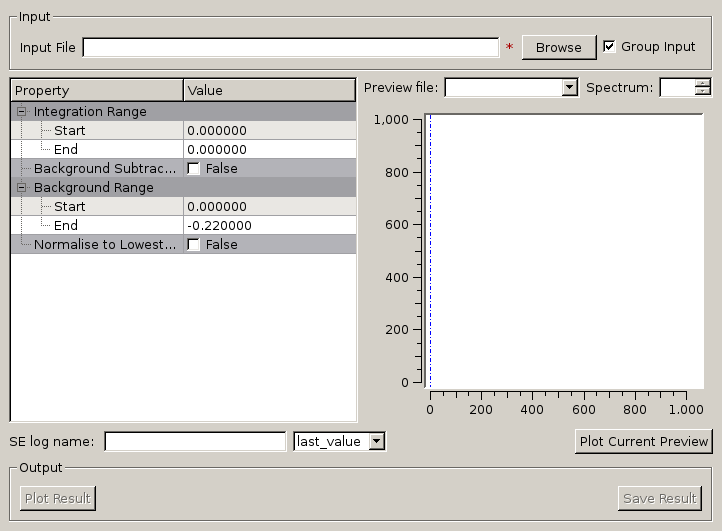 Input
Input File * Browse Group Input
Property Value
Preview file: Spectrum:
Integration Range
Start 0.000000
End 0.000000
Background Subtrac... False
Background Range
Start 0.000000
End -0.220000
Normalise to Lowest... False
1,000
800
600
400
200
0
0 200 400 600 800 1.000
SE log name: last_value Plot Current Preview
Output
Plot Result Save Result